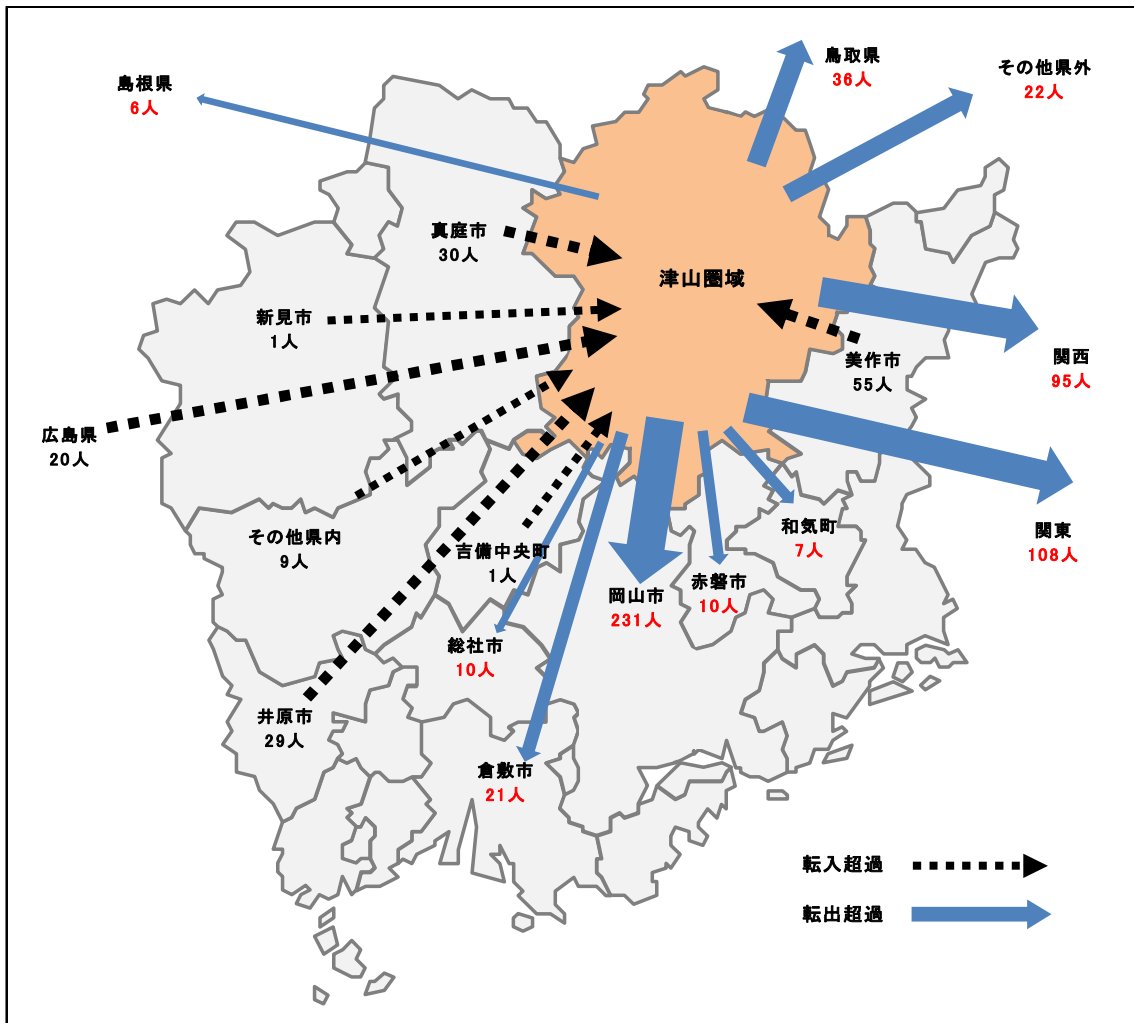 鳥取県
36人
その他県外
22人
島根県
6人
真庭市
30人
津山圏域
新見市
1人
美作市
55人
関西
95人
広島県
20人
その他県内
9人
吉備中央町
1人
和気町
7人
関東
108人
岡山市
231人
赤磐市
10人
総社市
10人
井原市
29人
倉敷市
21人
転入超過
転出超過